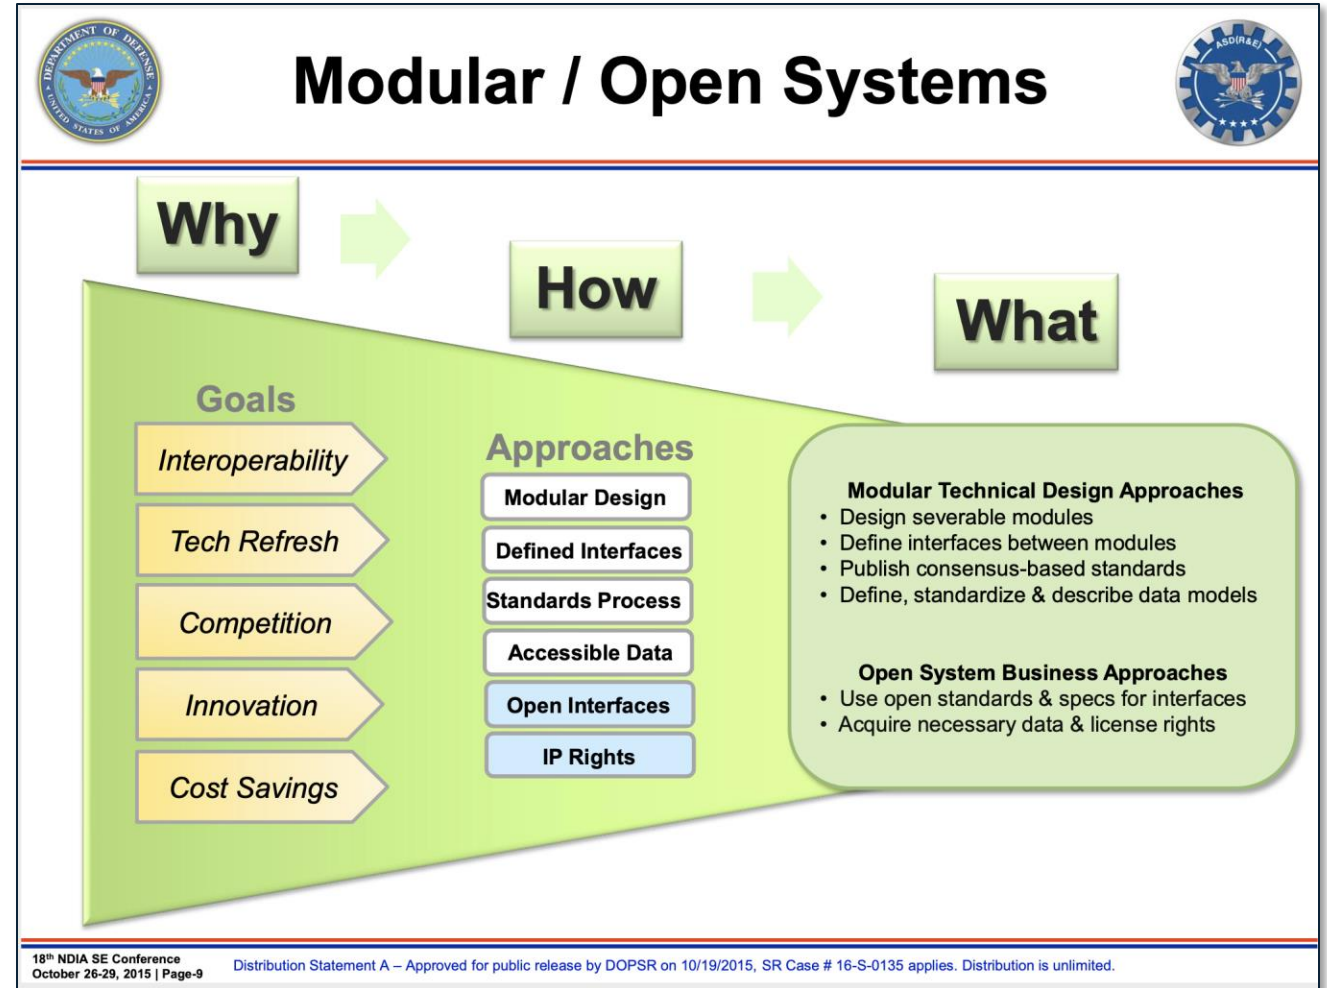 DEPARTMENT OF DEFENSE
UNITED STATES OF AMERICA
Modular / Open Systems
ASD(R&E)
Why
How
What
Goals
Interoperability
Tech Refresh
Competition
Innovation
Cost Savings
Approaches
Modular Design
Defined Interfaces
Standards Process
Accessible Data
Open Interfaces
IP Rights
Modular Technical Design Approaches
• Design severable modules
• Define interfaces between modules
• Publish consensus-based standards
• Define, standardize & describe data models
Open System Business Approaches
• Use open standards & specs for interfaces
• Acquire necessary data & license rights
18th NDIA SE Conference
October 26-29, 2015 | Page-9
Distribution Statement A – Approved for public release by DOPSR on 10/19/2015, SR Case # 16-S-0135 applies. Distribution is unlimited.